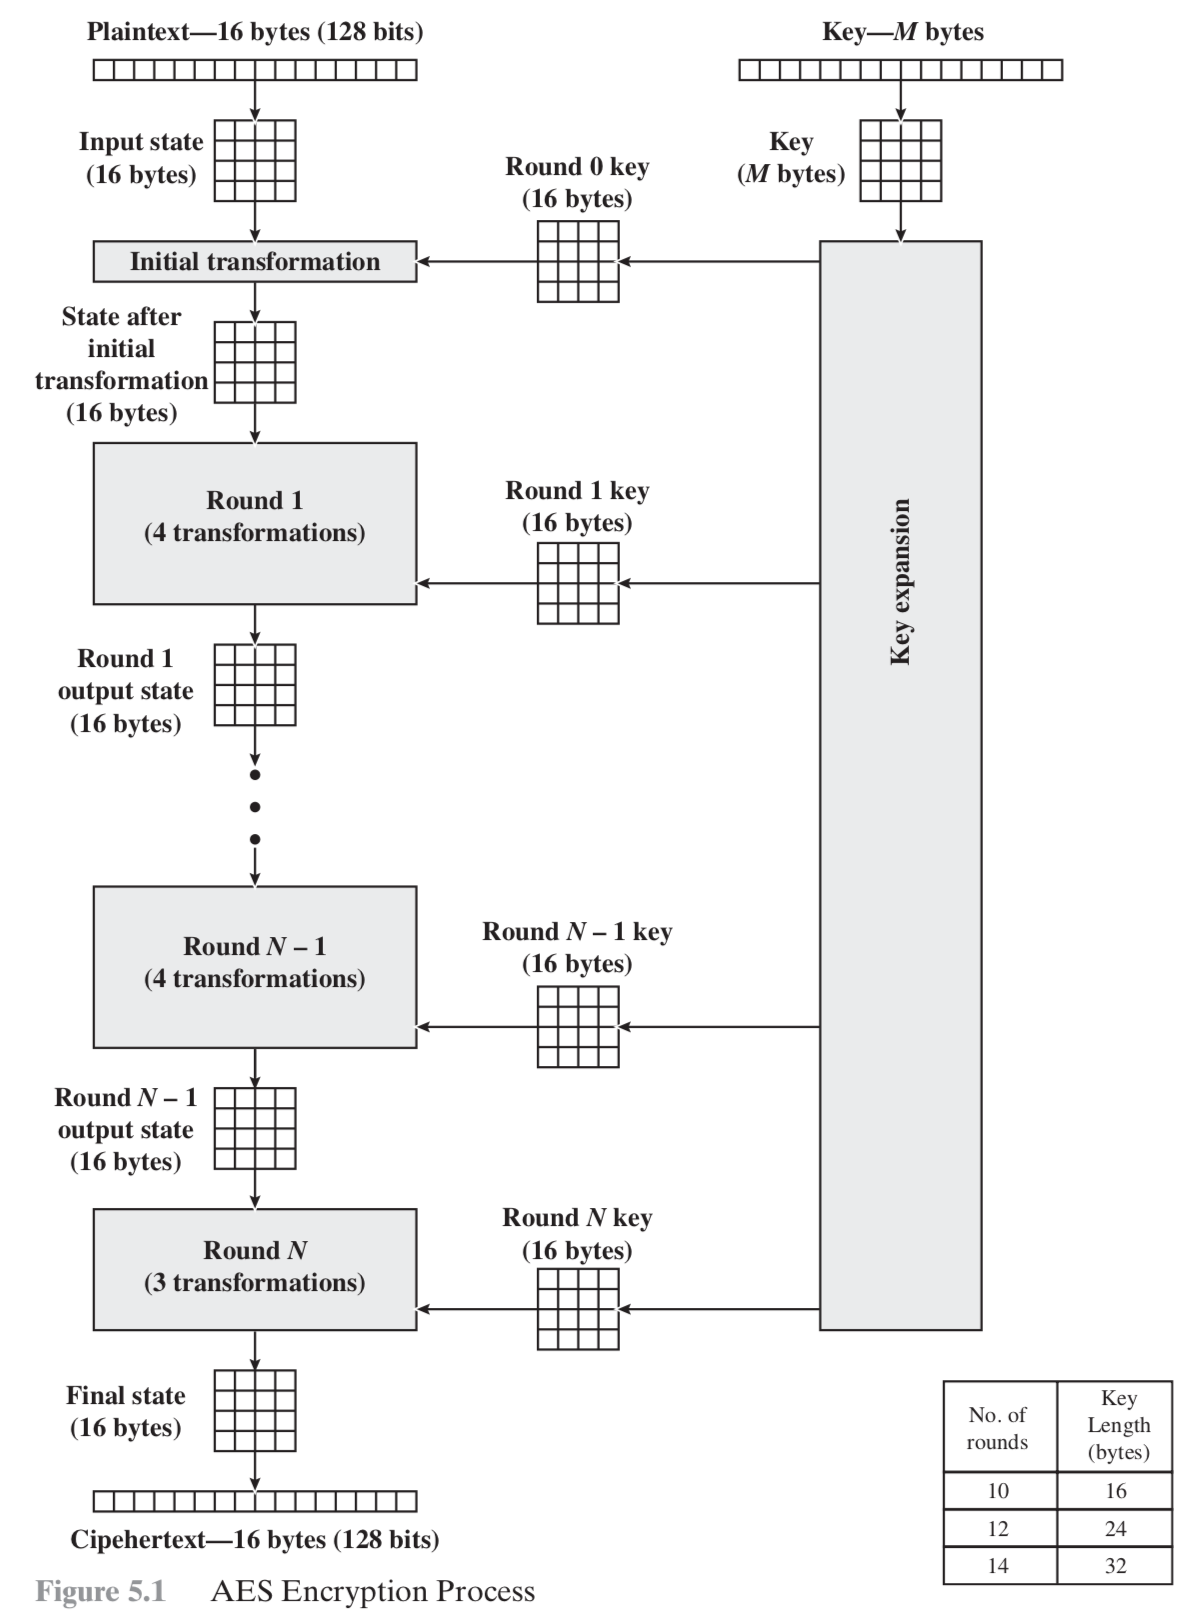 Plaintext—16 bytes (128 bits)
Key—M bytes
Input state
(16 bytes)
Key
(M bytes)
Round 0 key
(16 bytes)
Initial transformation
State after
initial
transformation
(16 bytes)
Round 1
(4 transformations)
Round 1 key
(16 bytes)
Key expansion
Round 1
output state
(16 bytes)
Round N – 1
(4 transformations)
Round N – 1 key
(16 bytes)
Round N – 1
output state
(16 bytes)
Round N
(3 transformations)
Round N key
(16 bytes)
Final state
(16 bytes)
Cipehertext—16 bytes (128 bits)
No. of
rounds
Key
Length
(bytes)
10 16
12 24
14 32
Figure 5.1 AES Encryption Process